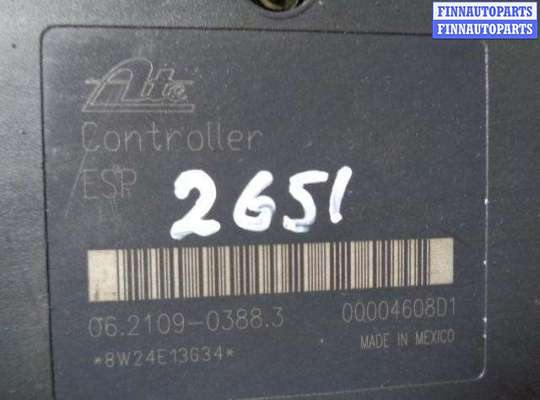 FINNAUTOPARTS
FINNAUTOPARTS
Ate
Controller
ESP
2651
06.2109-0388.3
00004608D1
MADE IN MEXICO
*8W24E13G34*